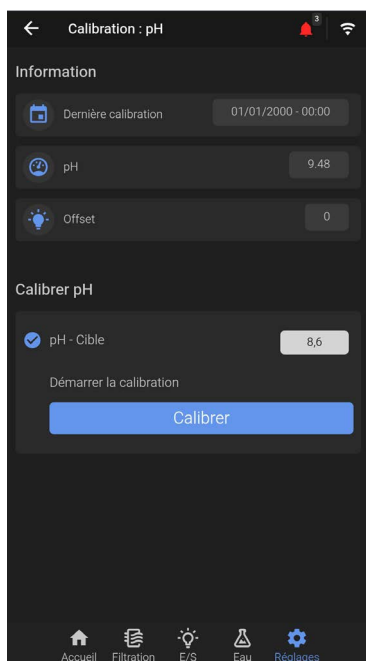 Calibration : pH
3
Information
Dernière calibration
01/01/2000 - 00:00
pH
9.48
Offset
0
Calibrer pH
pH - Cible
8,6
Démarrer la calibration
Calibrer
Accueil
Filtration
E/S
Eau
Réglages